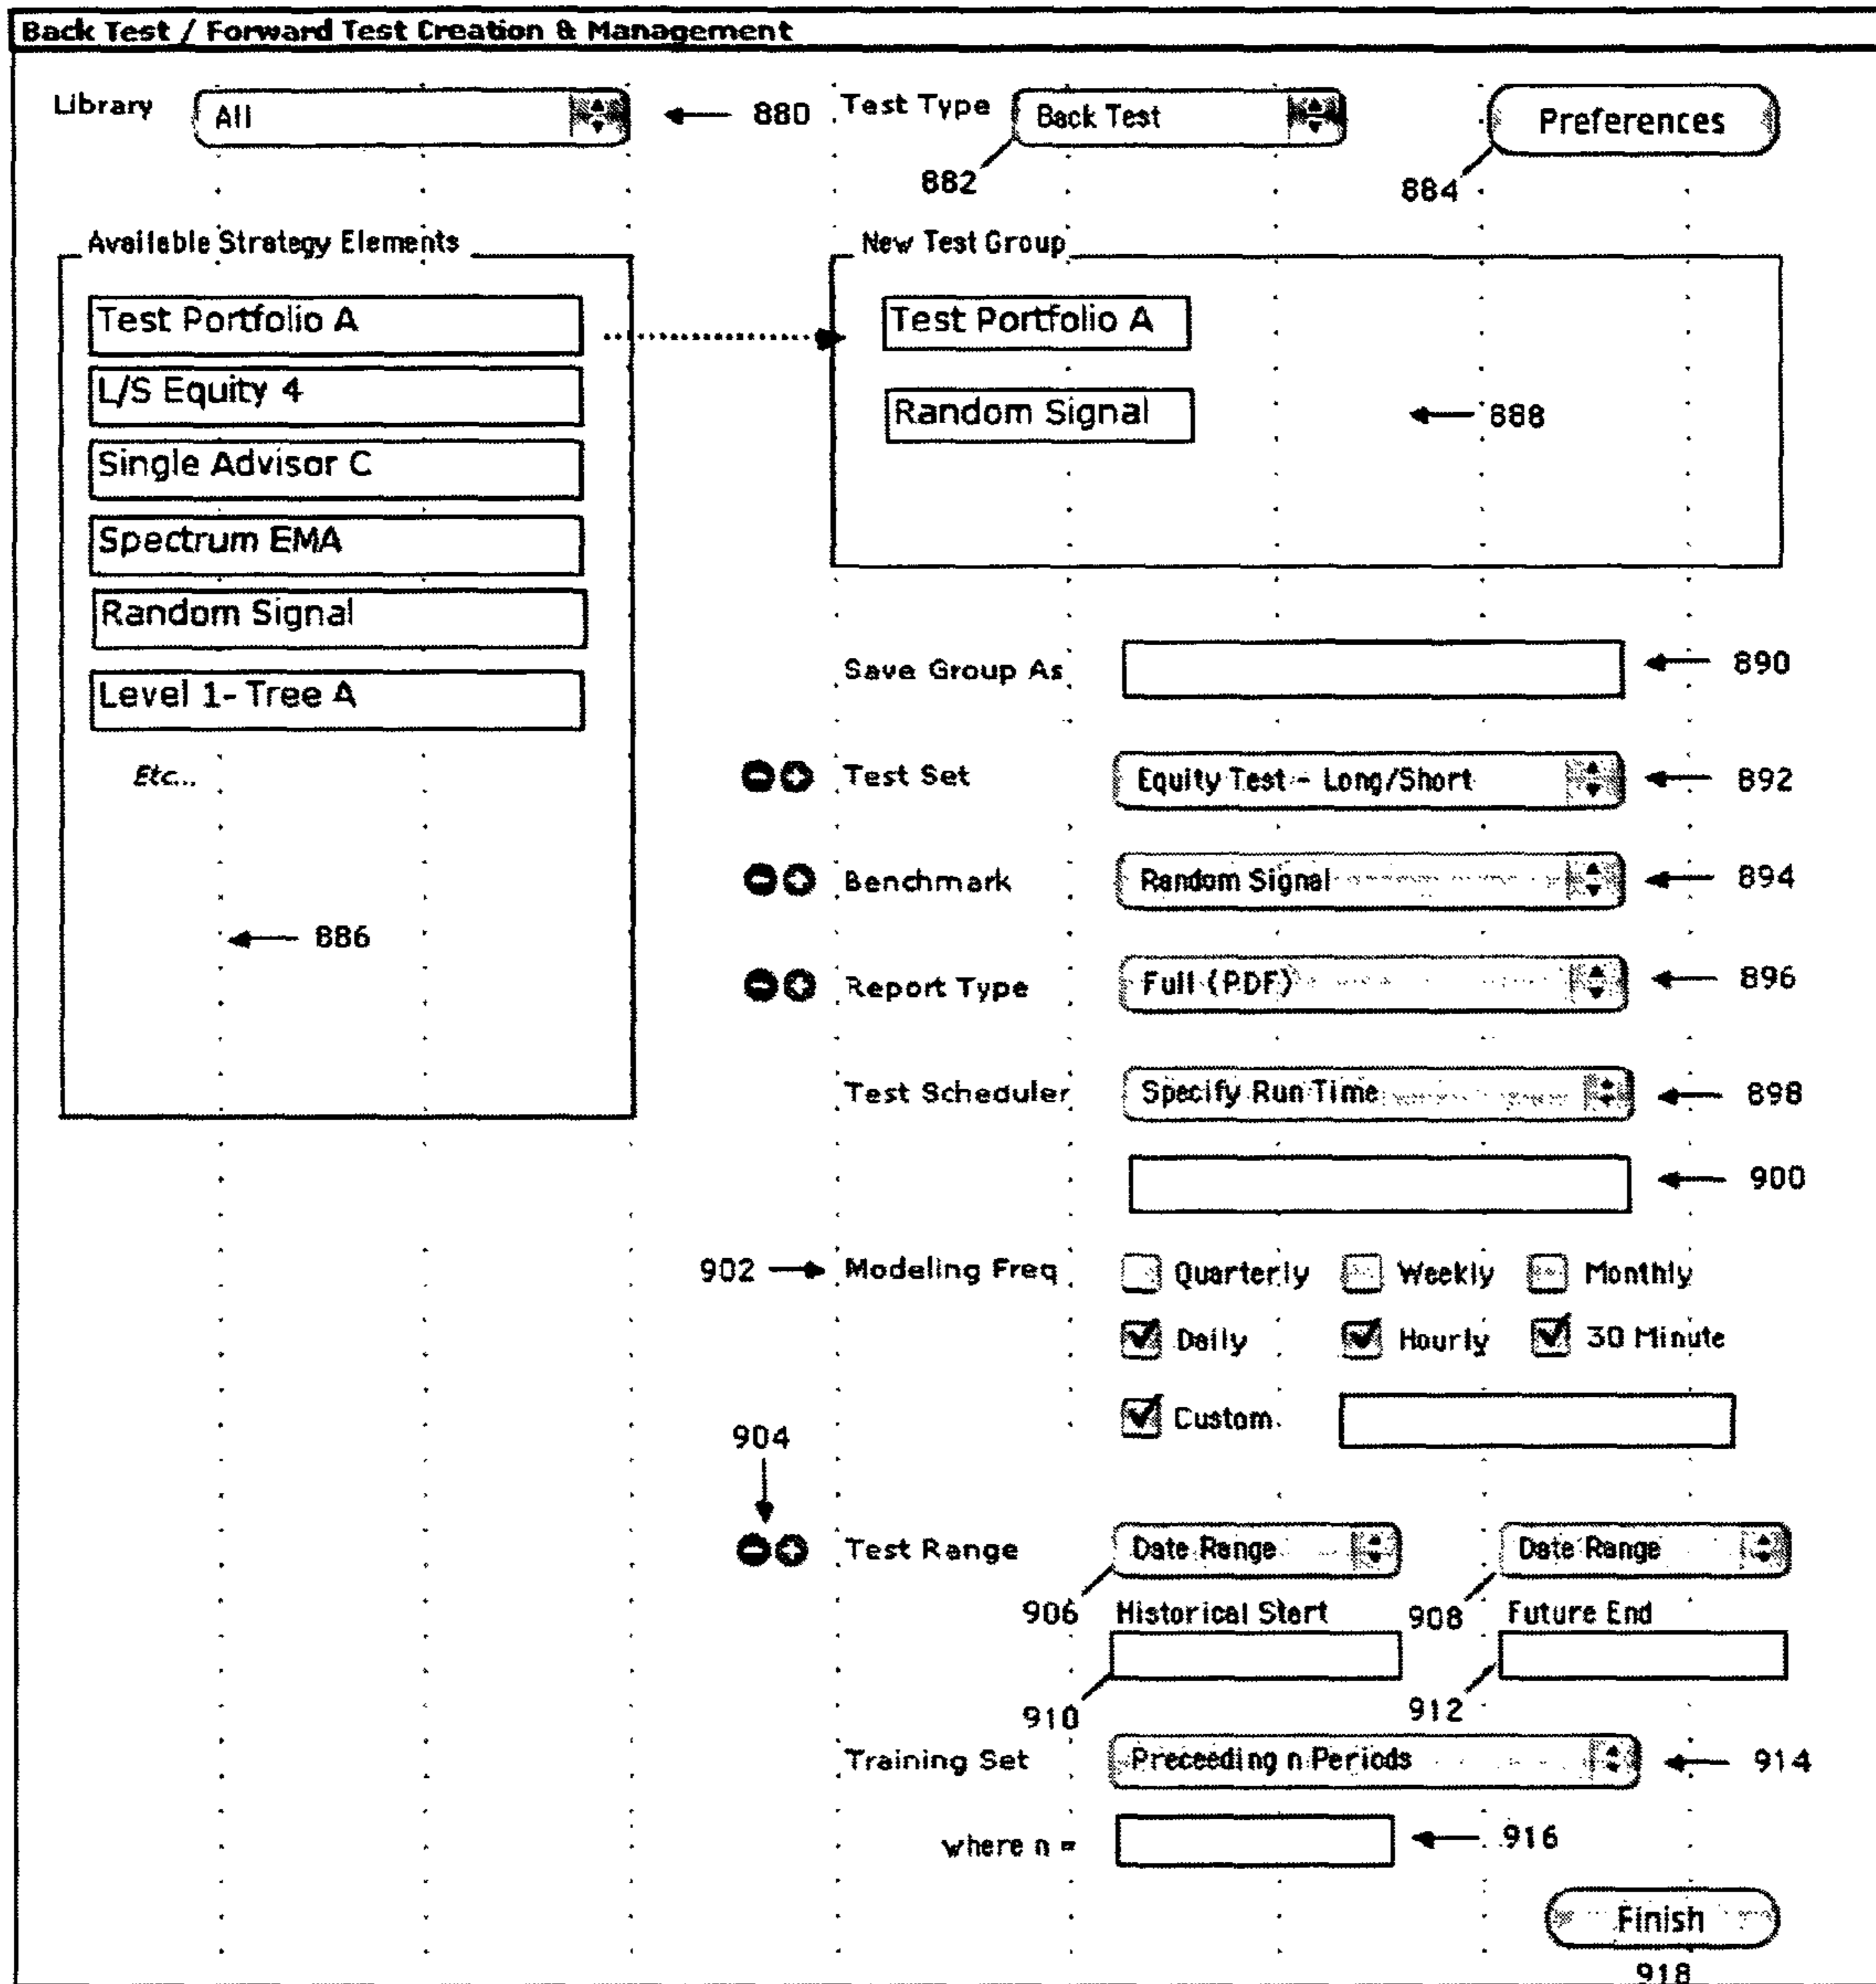 Back Test / Forward Test Creation & Management
Library All 880 Test Type Back Test Preferences
882 884
Available Strategy Elements
Test Portfolio A
L/S Equity 4
Single Advisor C
Spectrum EMA
Random Signal
Level 1- Tree A
Etc...
886
New Test Group
Test Portfolio A
Random Signal 888
Save Group As 890
Test Set Equity Test - Long/Short 892
Benchmark Random Signal 894
Report Type Full (PDF) 896
Test Scheduler Specify Run Time 898
900
902 Modeling Freq Quarterly Weekly Monthly
Daily Hourly 30 Minute
Custom
904
Test Range Date Range Date Range
906 Historical Start 908 Future End
910 912
Training Set Preceeding n Periods 914
where n = 916
Finish
918